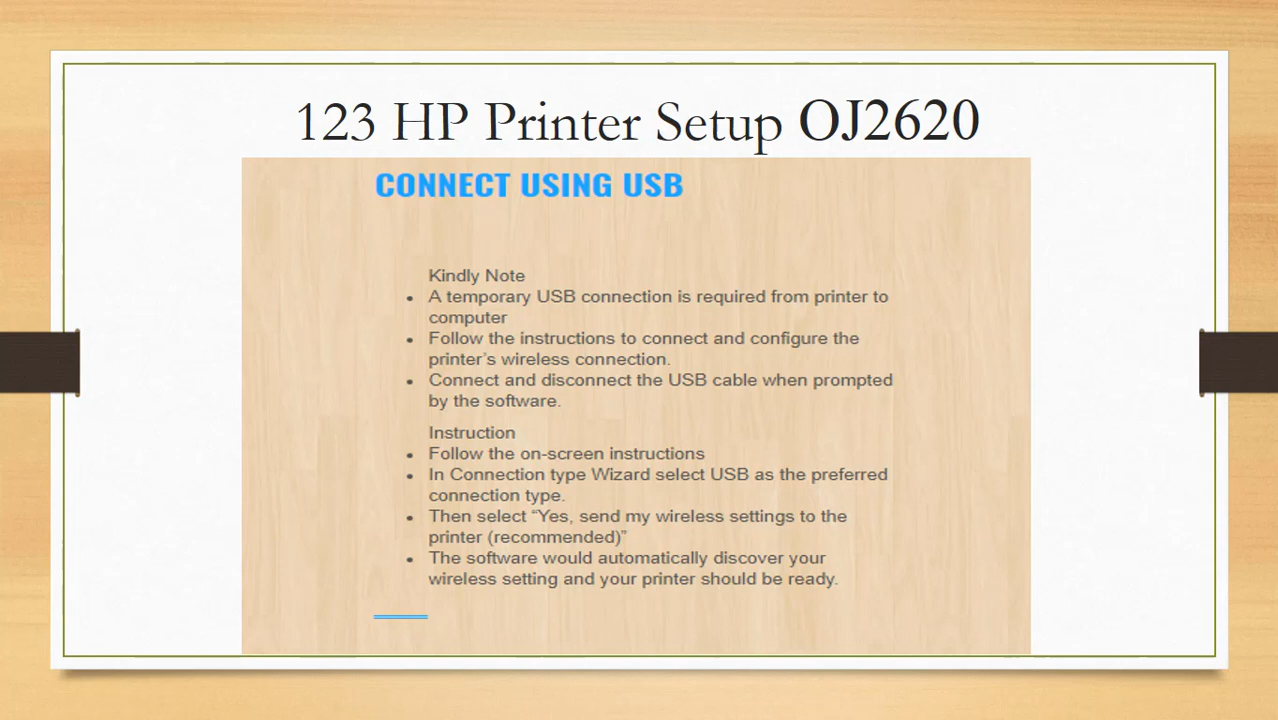 123 HP Printer Setup OJ2620
CONNECT USING USB
Kindly Note
• A temporary USB connection is required from printer to
computer
• Follow the instructions to connect and configure the
printer's wireless connection.
• Connect and disconnect the USB cable when prompted
by the software.
Instruction
• Follow the on-screen instructions
• In Connection type Wizard select USB as the preferred
connection type.
• Then select “Yes, send my wireless settings to the
printer (recommended)”
• The software would automatically discover your
wireless setting and your printer should be ready.